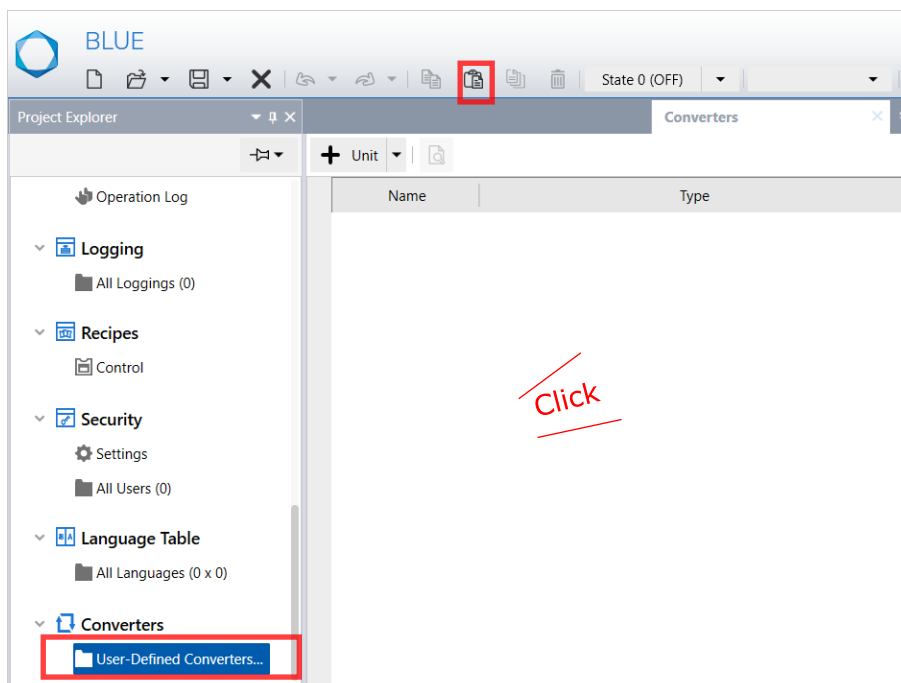 BLUE
State 0 (OFF)
Project Explorer
Converters
Unit
Name
Type
Operation Log
Logging
All Loggings (0)
Recipes
Control
Click
Security
Settings
All Users (0)
Language Table
All Languages (0 x 0)
Converters
User-Defined Converters...